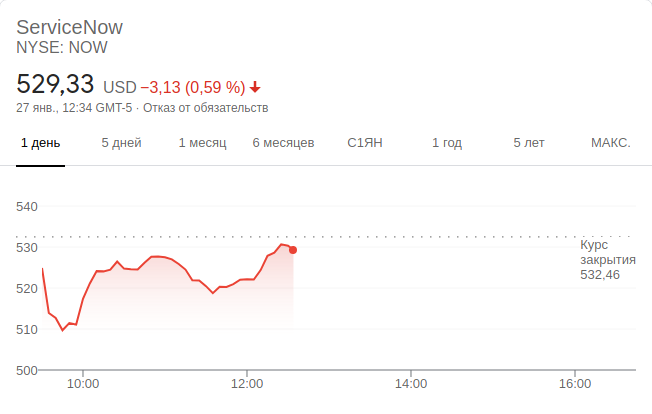 ServiceNow
NYSE: NOW
529,33 USD −3,13 (0,59 %)
27 янв., 12:34 GMT-5 · Отказ от обязательств
1 день 5 дней 1 месяц 6 месяцев С1ЯН 1 год 5 лет МАКС.
540
530
520
510
500
Курс
закрытия
532,46
10:00 12:00 14:00 16:00